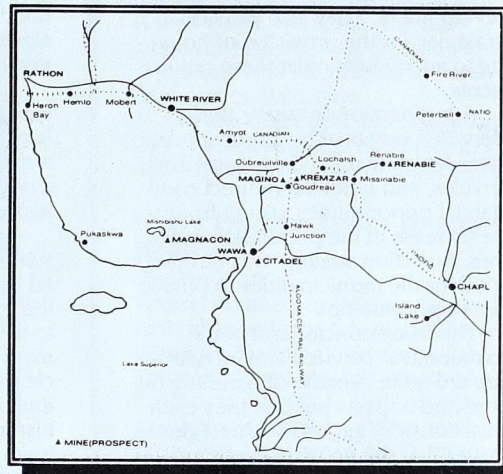 CANADIAN
Fire River
RATHON
Heron Bay
Hemlo
Mobert
WHITE RIVER
Peterbell
NATIO
Amyot
CANADIAN
Dubreuilville
Lochalsh
Renabie
RENABIE
MAGINO
KREMZAR
Missinabie
Goudreau
Mishibishu Lake
Hawk Junction
Pukaskwa
MAGNACON
WAWA
CITADEL
PACIFIC
CHAPL
Island Lake
ALGOMA CENTRAL RAILWAY
Lake Superior
MINE(PROSPECT)